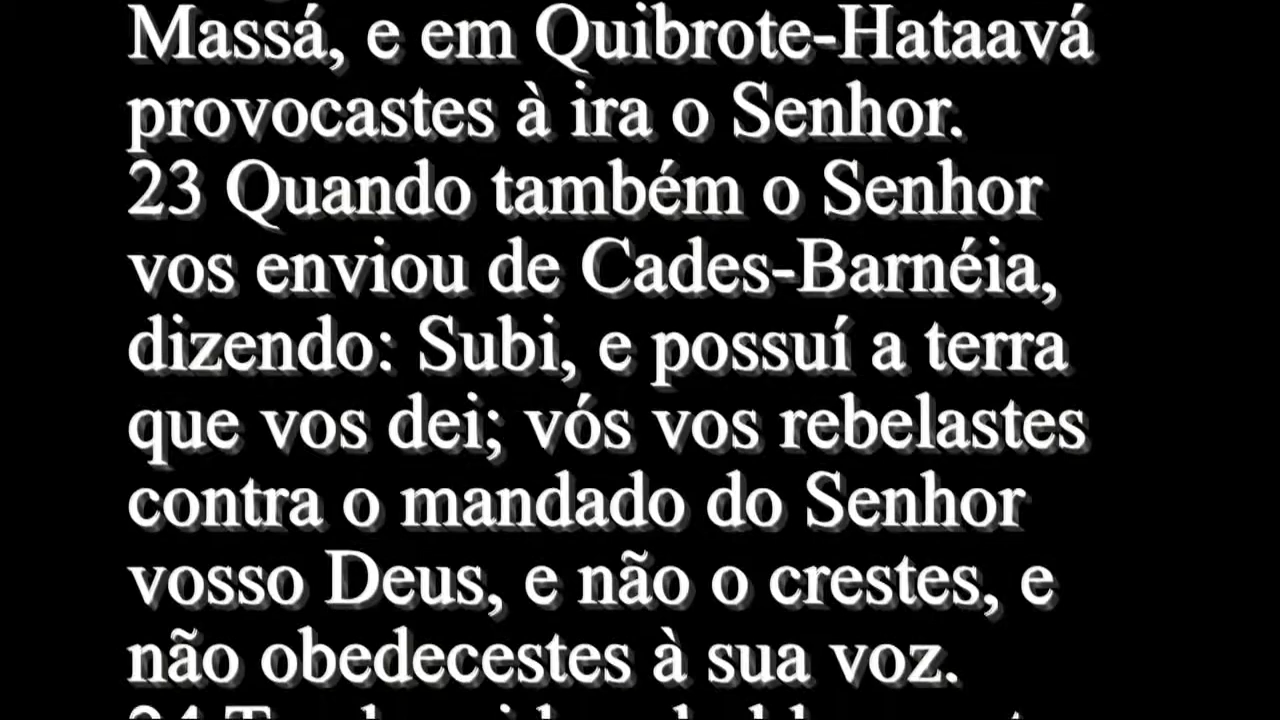 Massá, e em Quibrote-Hataavá
provocastes à ira o Senhor.
23 Quando também o Senhor
vos enviou de Cades-Barnéia,
dizendo: Subi, e possuí a terra
que vos dei; vós vos rebelastes
contra o mandado do Senhor
vosso Deus, e não o crestes, e
não obedecestes à sua voz.